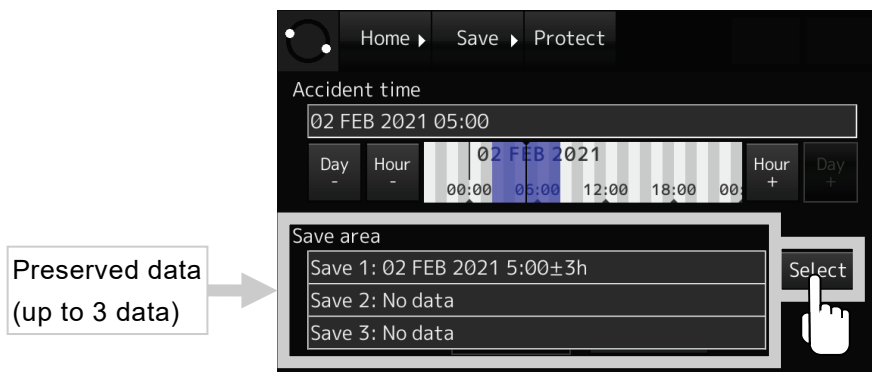 Home Save Protect
Accident time
02 FEB 2021 05:00
Day
-
Hour
-
02 FEB 2021
00:00 06:00 12:00 18:00 00:
Hour
+
Day
+
Save area
Save 1: 02 FEB 2021 5:00±3h
Save 2: No data
Save 3: No data
Select
Preserved data
(up to 3 data)